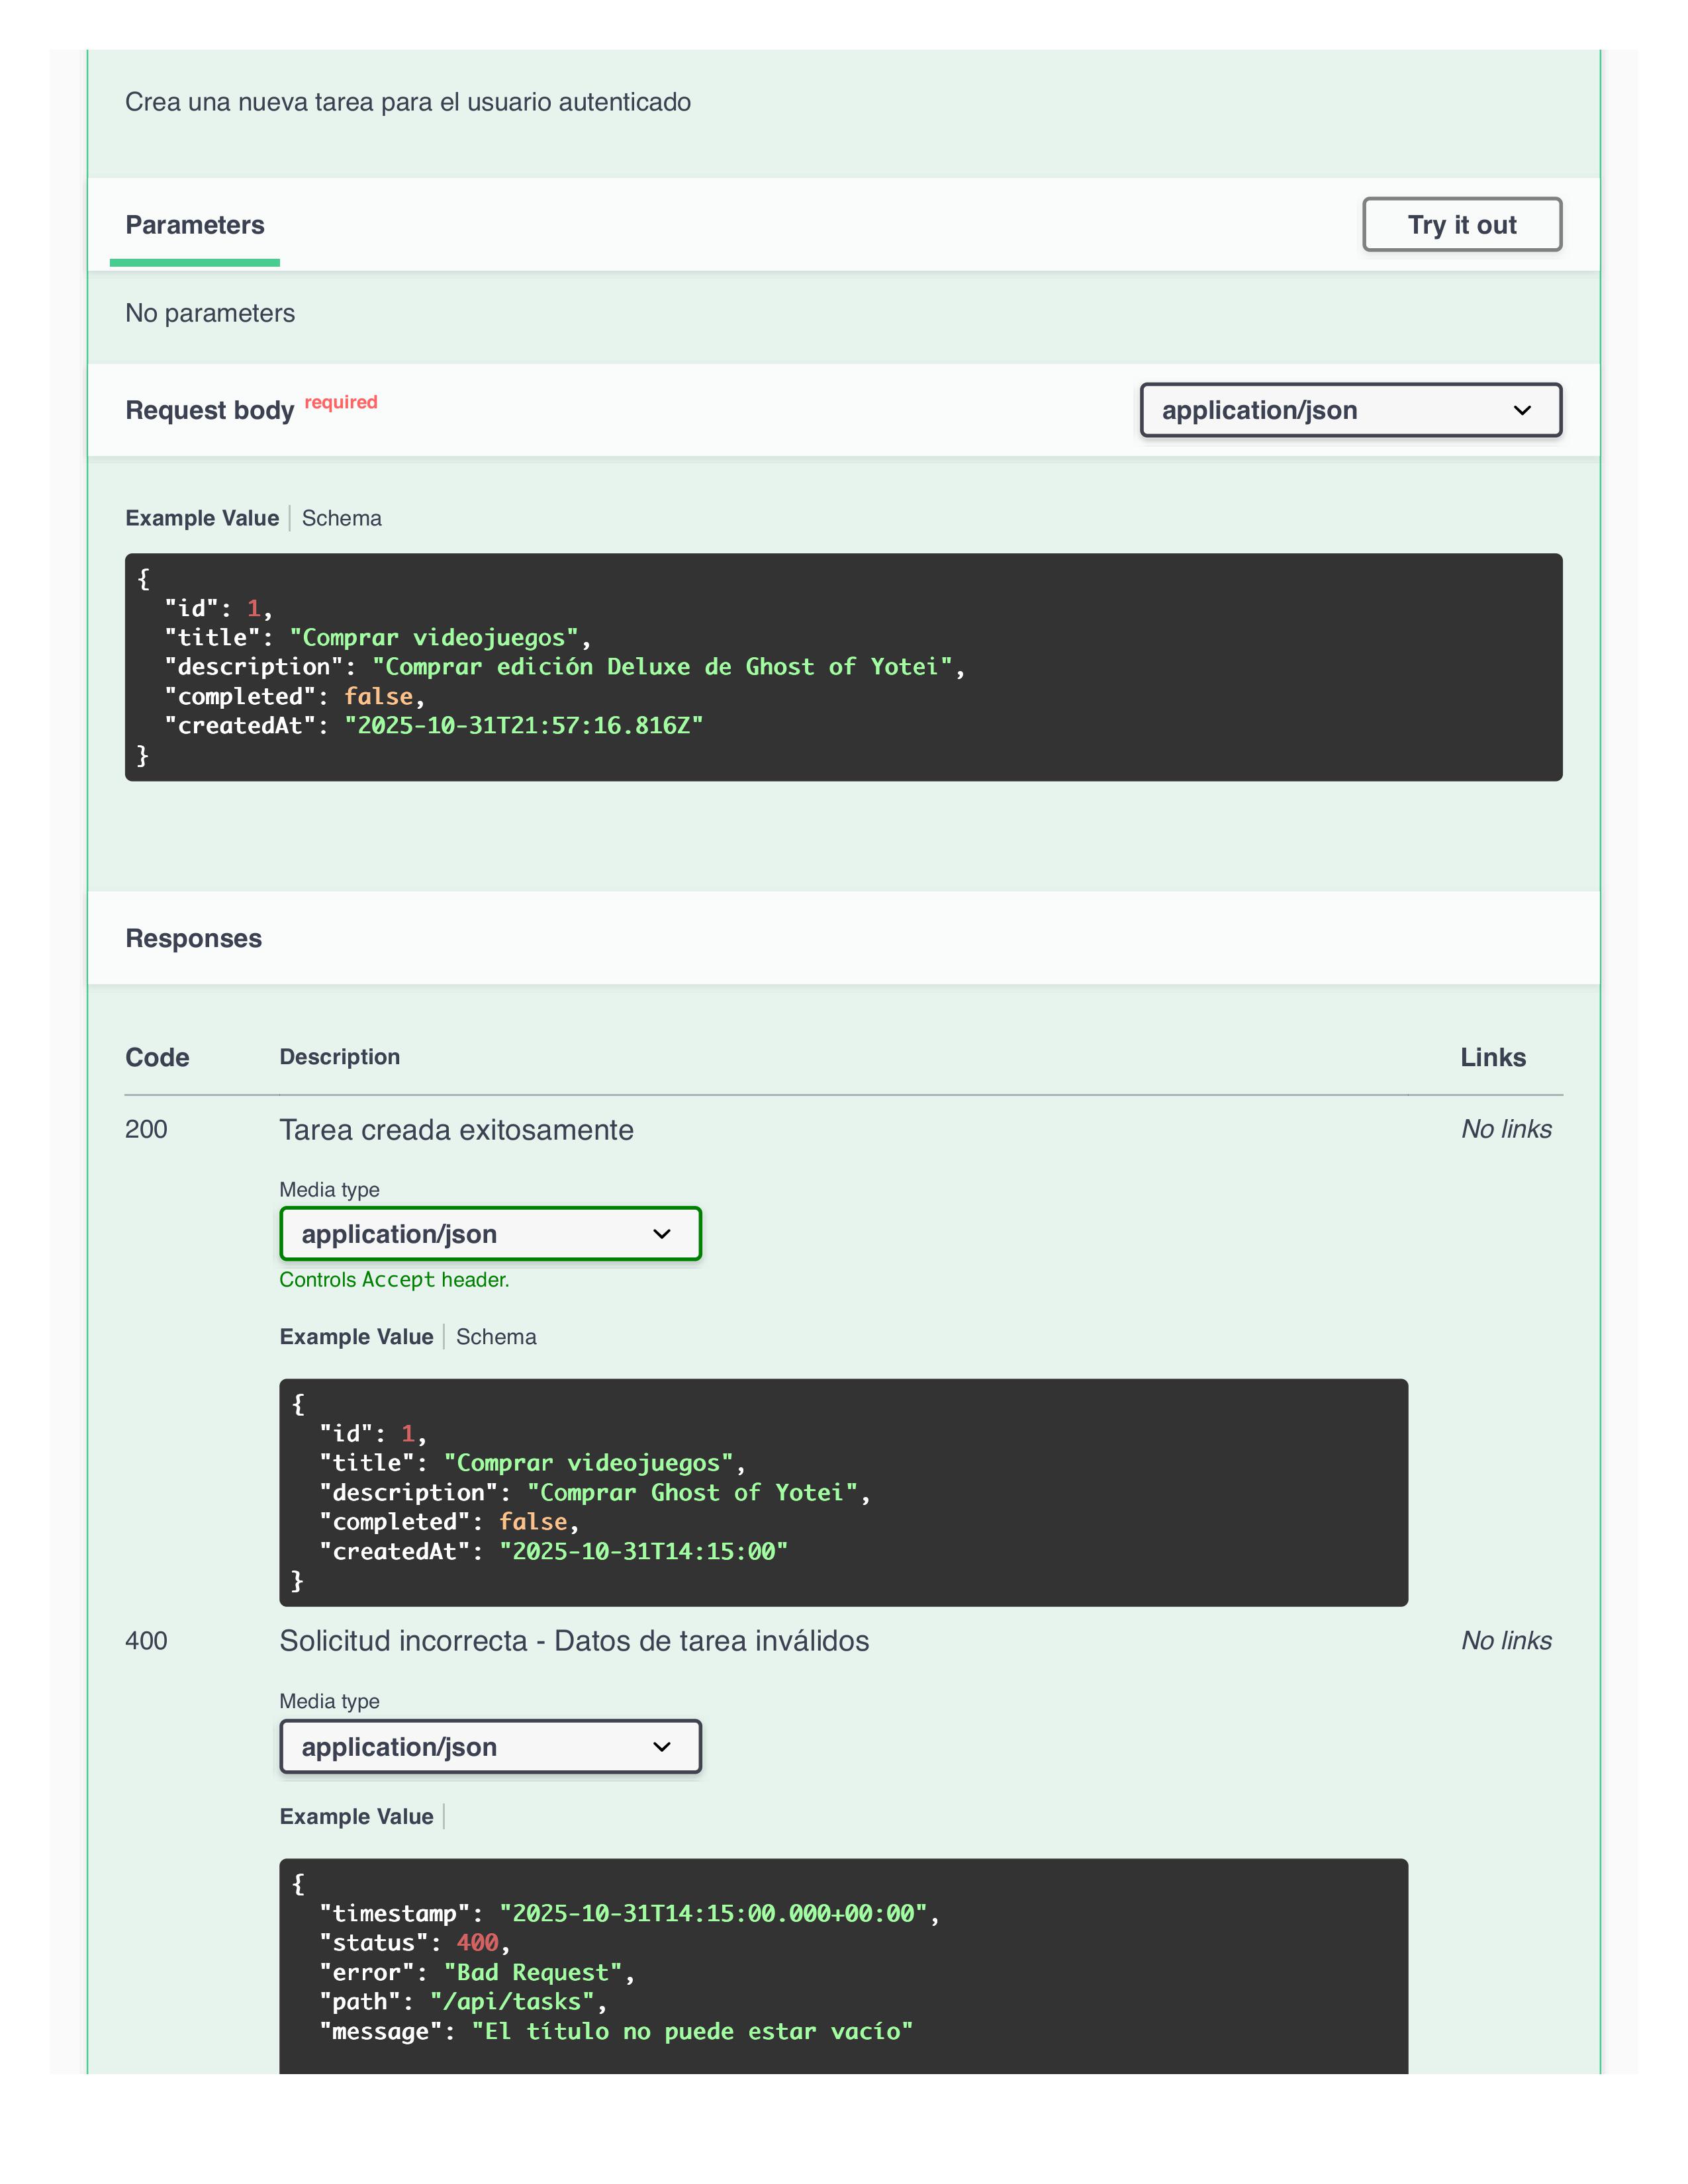 Crea una nueva tarea para el usuario autenticado
Parameters
Try it out
No parameters
Request body required
application/json
Example Value
Schema
{
  "id": 1,
  "title": "Comprar videojuegos",
  "description": "Comprar edición Deluxe de Ghost of Yotei",
  "completed": false,
  "createdAt": "2025-10-31T21:57:16.816Z"
}
Responses
Code Description Links
200 Tarea creada exitosamente No links
Media type
application/json
Controls Accept header.
Example Value
Schema
{
  "id": 1,
  "title": "Comprar videojuegos",
  "description": "Comprar Ghost of Yotei",
  "completed": false,
  "createdAt": "2025-10-31T14:15:00"
}
400 Solicitud incorrecta - Datos de tarea inválidos No links
Media type
application/json
Example Value
{
  "timestamp": "2025-10-31T14:15:00.000+00:00",
  "status": 400,
  "error": "Bad Request",
  "path": "/api/tasks",
  "message": "El título no puede estar vacío"